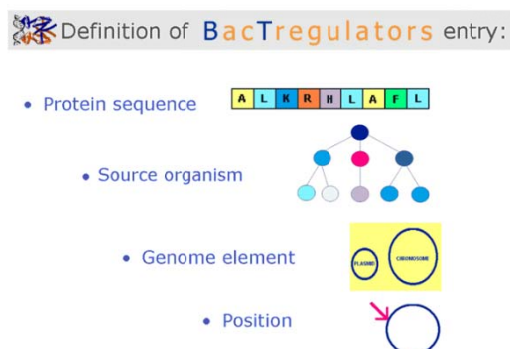 Definition of BacTregulators entry:
• Protein sequence
A L K R H L A F L
• Source organism
• Genome element
PLASMID CHROMOSOME
• Position